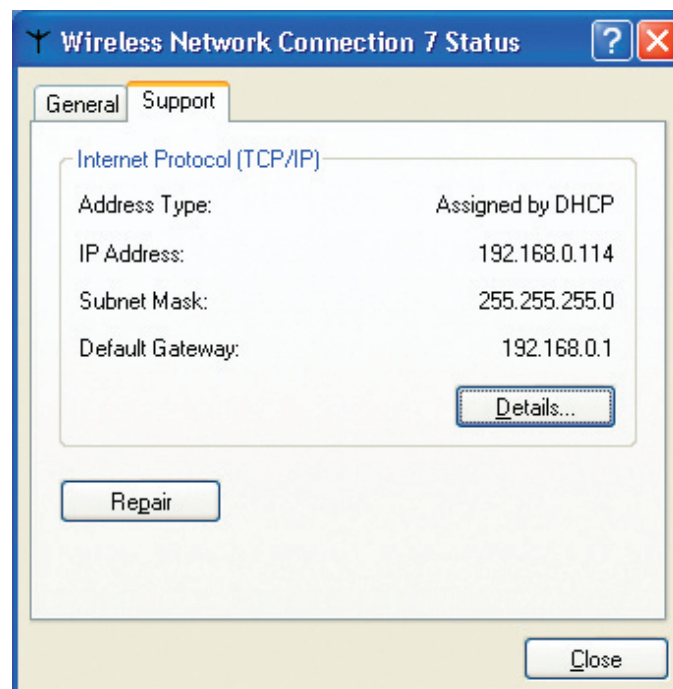 Wireless Network Connection 7 Status
General Support
Internet Protocol (TCP/IP)
Address Type: Assigned by DHCP
IP Address: 192.168.0.114
Subnet Mask: 255.255.255.0
Default Gateway: 192.168.0.1
Details...
Repair
Close